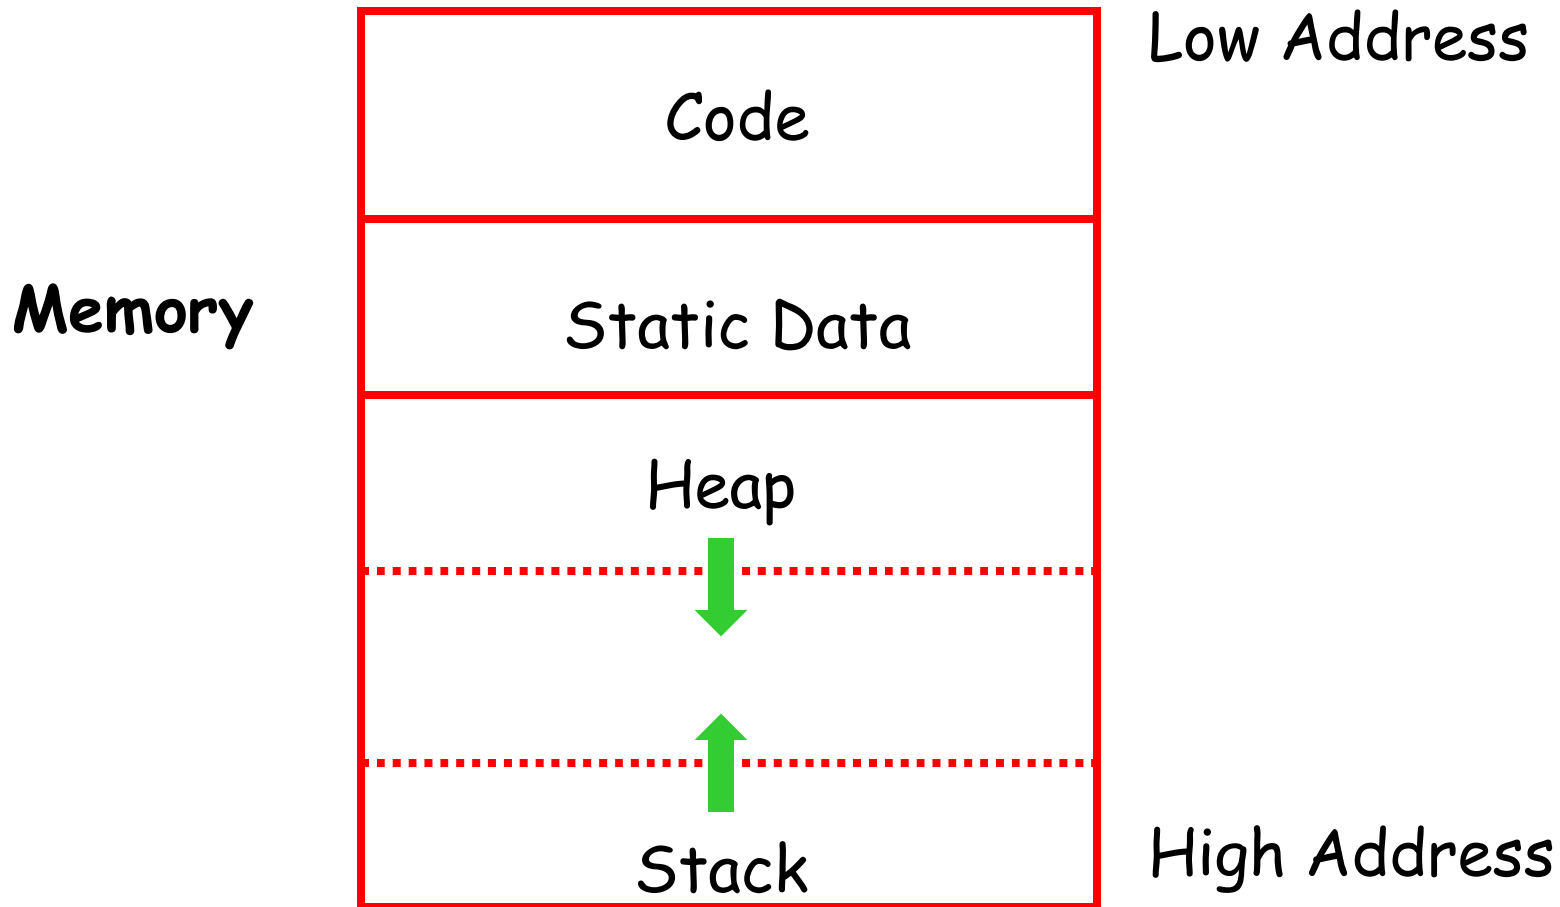 Low Address
Code
Memory
Static Data
Heap
Stack
High Address